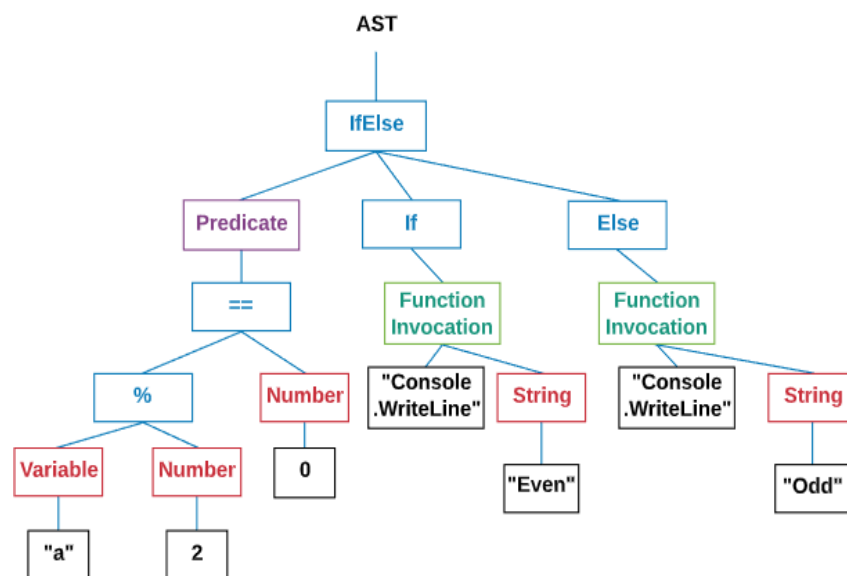 AST
IfElse
Predicate
If
Else
==
Function
Invocation
Function
Invocation
%
Number
"Console
.WriteLine"
String
"Console
.WriteLine"
String
Variable
Number
0
"Even"
"Odd"
"a"
2